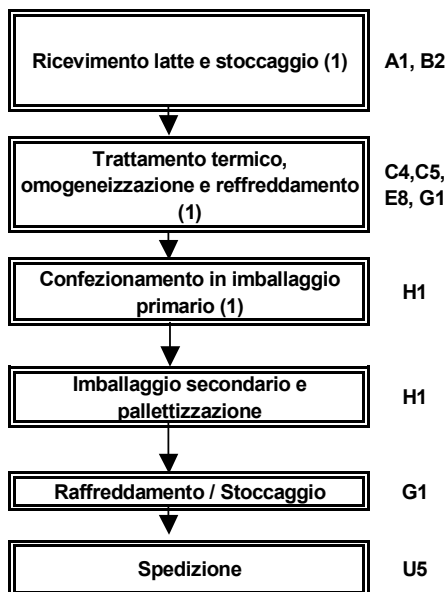 Ricevimento latte e stoccaggio (1)
A1, B2
Trattamento termico,
omogeneizzazione e reffreddamento
(1)
C4,C5,
E8, G1
Confezionamento in imballaggio
primario (1)
H1
Imballaggio secondario e
pallettizzazione
H1
Raffreddamento / Stoccaggio
G1
Spedizione
U5